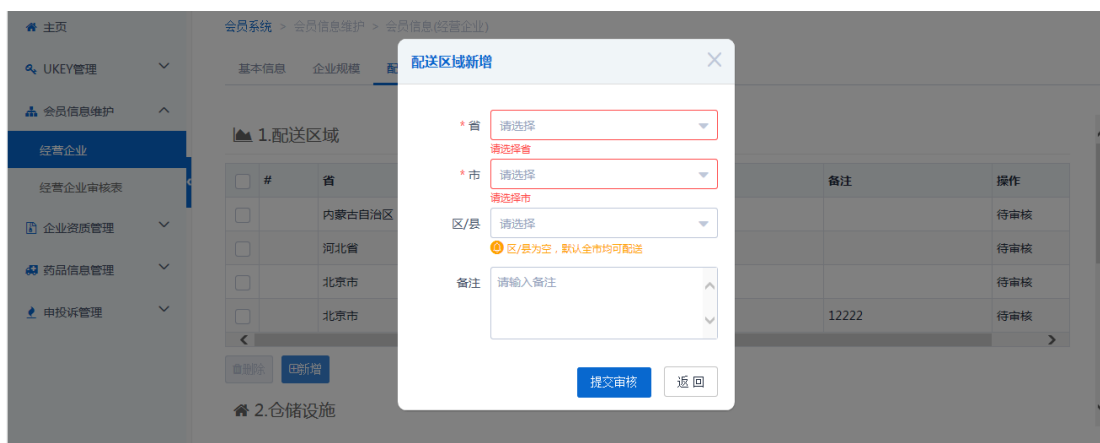 主页
UKEY管理
会员信息维护
经营企业
经营企业审核表
企业资质管理
药品信息管理
申投诉管理
会员系统 > 会员信息维护 > 会员信息(经营企业)
基本信息 企业规模 配
1.配送区域
# 省 备注 操作
内蒙古自治区 待审核
河北省 待审核
北京市 待审核
北京市 12222 待审核
删除 新增
2.仓储设施
配送区域新增
* 省 请选择
请选择省
* 市 请选择
请选择市
区/县 请选择
区/县为空，默认全市均可配送
备注 请输入备注
提交审核 返回